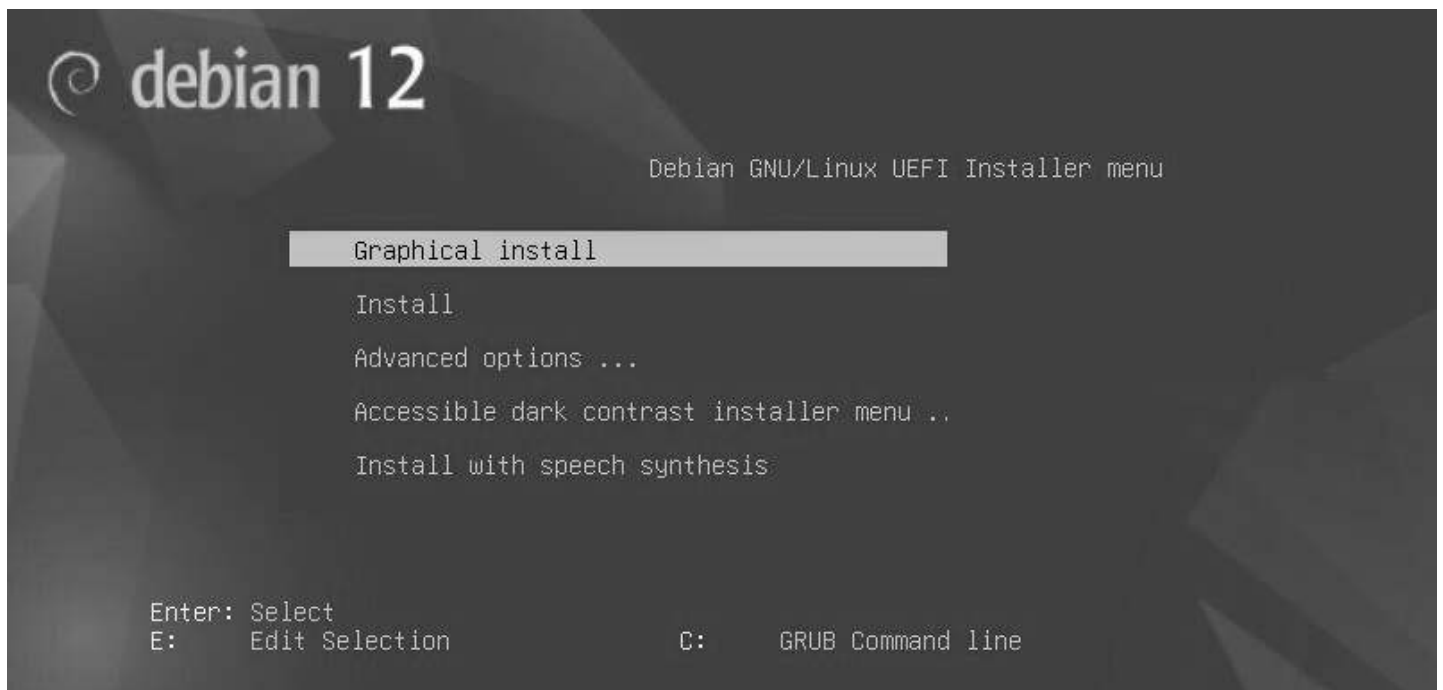 debian 12
Debian GNU/Linux UEFI Installer menu
Graphical install
Install
Advanced options ...
Accessible dark contrast installer menu ..
Install with speech synthesis
Enter: Select
E: Edit Selection
C: GRUB Command line